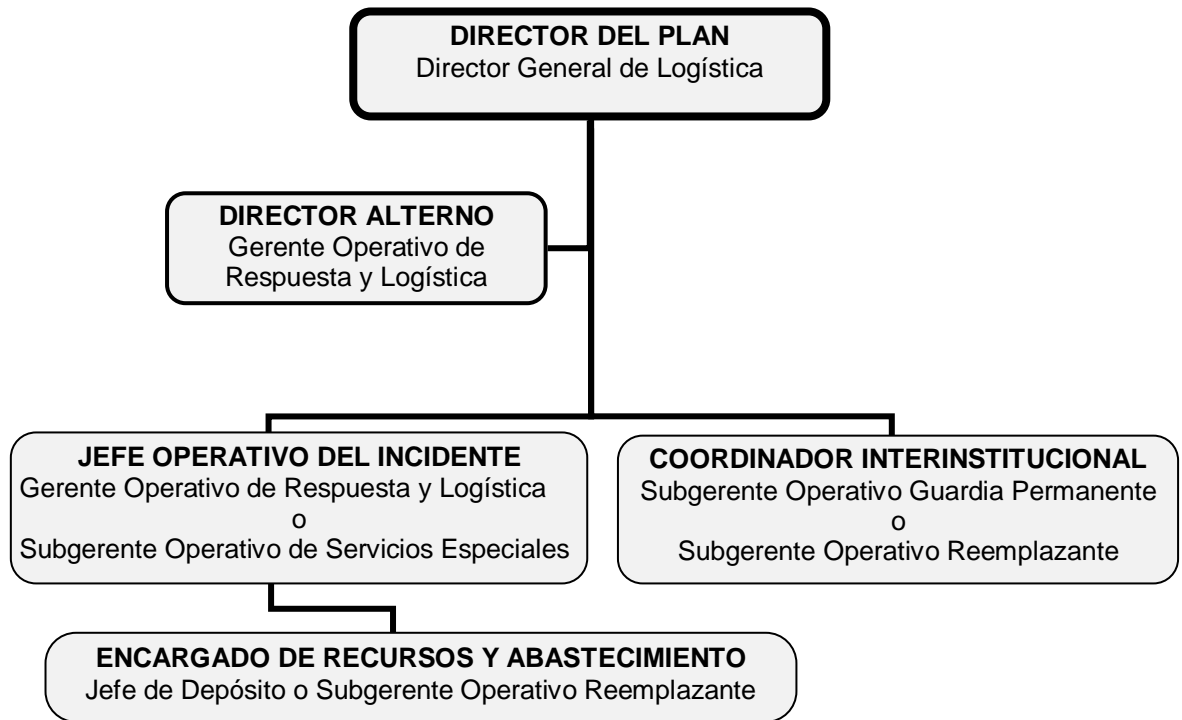 DIRECTOR DEL PLAN
Director General de Logística
DIRECTOR ALTERNO
Gerente Operativo de
Respuesta y Logística
JEFE OPERATIVO DEL INCIDENTE
Gerente Operativo de Respuesta y Logística
o
Subgerente Operativo de Servicios Especiales
COORDINADOR INTERINSTITUCIONAL
Subgerente Operativo Guardia Permanente
o
Subgerente Operativo Reemplazante
ENCARGADO DE RECURSOS Y ABASTECIMIENTO
Jefe de Depósito o Subgerente Operativo Reemplazante